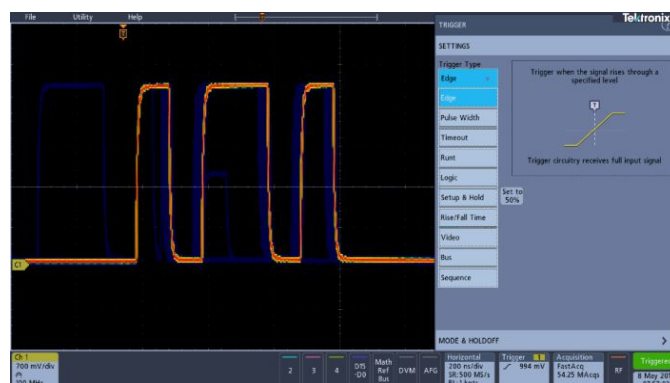 File Utility Help
Tektronix
TRIGGER
SETTINGS
Trigger Type
Edge
Edge
Pulse Width
Timeout
Runt
Logic
Setup & Hold
Rise/Fall Time
Video
Bus
Sequence
Trigger when the signal rises through a
specified level
T
Trigger circuitry receives full input signal
Set to
50%
T
C1
MODE & HOLDOFF
Ch 1
700 mV/div
2
3
4
D15
-D0
Math
Ref
Bus
DVM
AFG
Horizontal
200 ns/div
SR: 500 MS/s
Trigger 1
994 mV
Acquisition
FastAcq
54.25 MAcqs
RF
Triggered
8 May